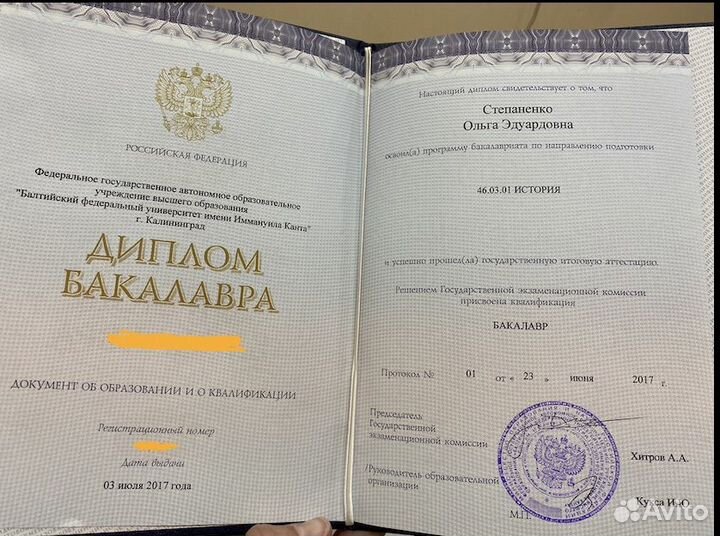 РОССИЙСКАЯ ФЕДЕРАЦИЯ
Федеральное государственное автономное образовательное
учреждение высшего образования
"Балтийский федеральный университет имени Иммануила Канта"
г. Калининград
ДИПЛОМ
БАКАЛАВРА
ДОКУМЕНТ ОБ ОБРАЗОВАНИИ И О КВАЛИФИКАЦИИ
Регистрационный номер
Дата выдачи
03 июля 2017 года
Настоящий диплом свидетельствует о том, что
Степаненко
Ольга Эдуардовна
освоил(а) программу бакалавриата по направлению подготовки
46.03.01 ИСТОРИЯ
и успешно прошел(ла) государственную итоговую аттестацию.
Решением Государственной экзаменационной комиссии
присвоена квалификация
БАКАЛАВР
Протокол № 01 от « 23 » июня 2017 г.
Председатель
Государственной
экзаменационной комиссии
Хитров А.А.
/Руководитель образовательной
организации
Кукса И.Ю.
М.П.
Avito